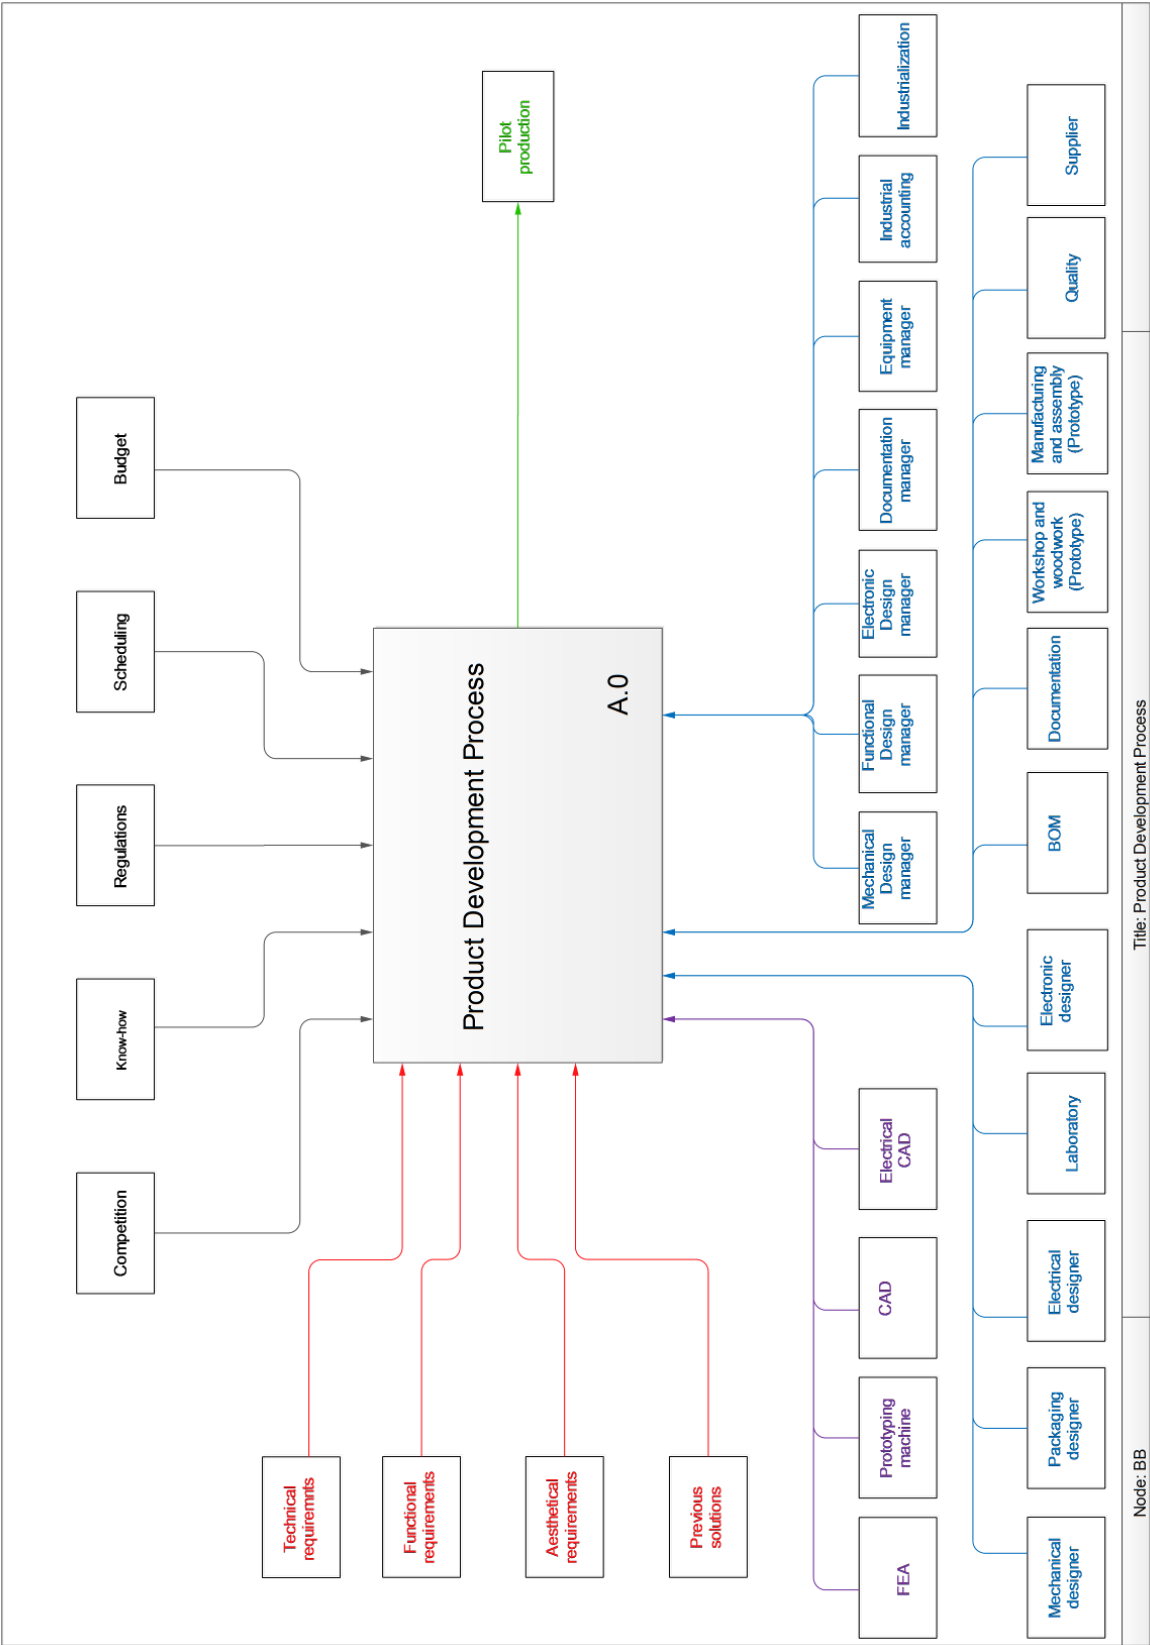 Competition
Know-how
Regulations
Scheduling
Budget
Technical
requiremnts
Functional
requirements
Aesthetical
requirements
Previous
solutions
Product Development Process
A.0
Pilot
production
FEA
Prototyping
machine
CAD
Electrical
CAD
Mechanical
Design
manager
Functional
Design
manager
Electronic
Design
manager
Documentation
manager
Equipment
manager
Industrial
accounting
Industrialization
Mechanical
designer
Packaging
designer
Electrical
designer
Laboratory
Electronic
designer
BOM
Documentation
Workshop and
woodwork
(Prototype)
Manufacturing
and assembly
(Prototype)
Quality
Supplier
Node: BB
Title: Product Development Process